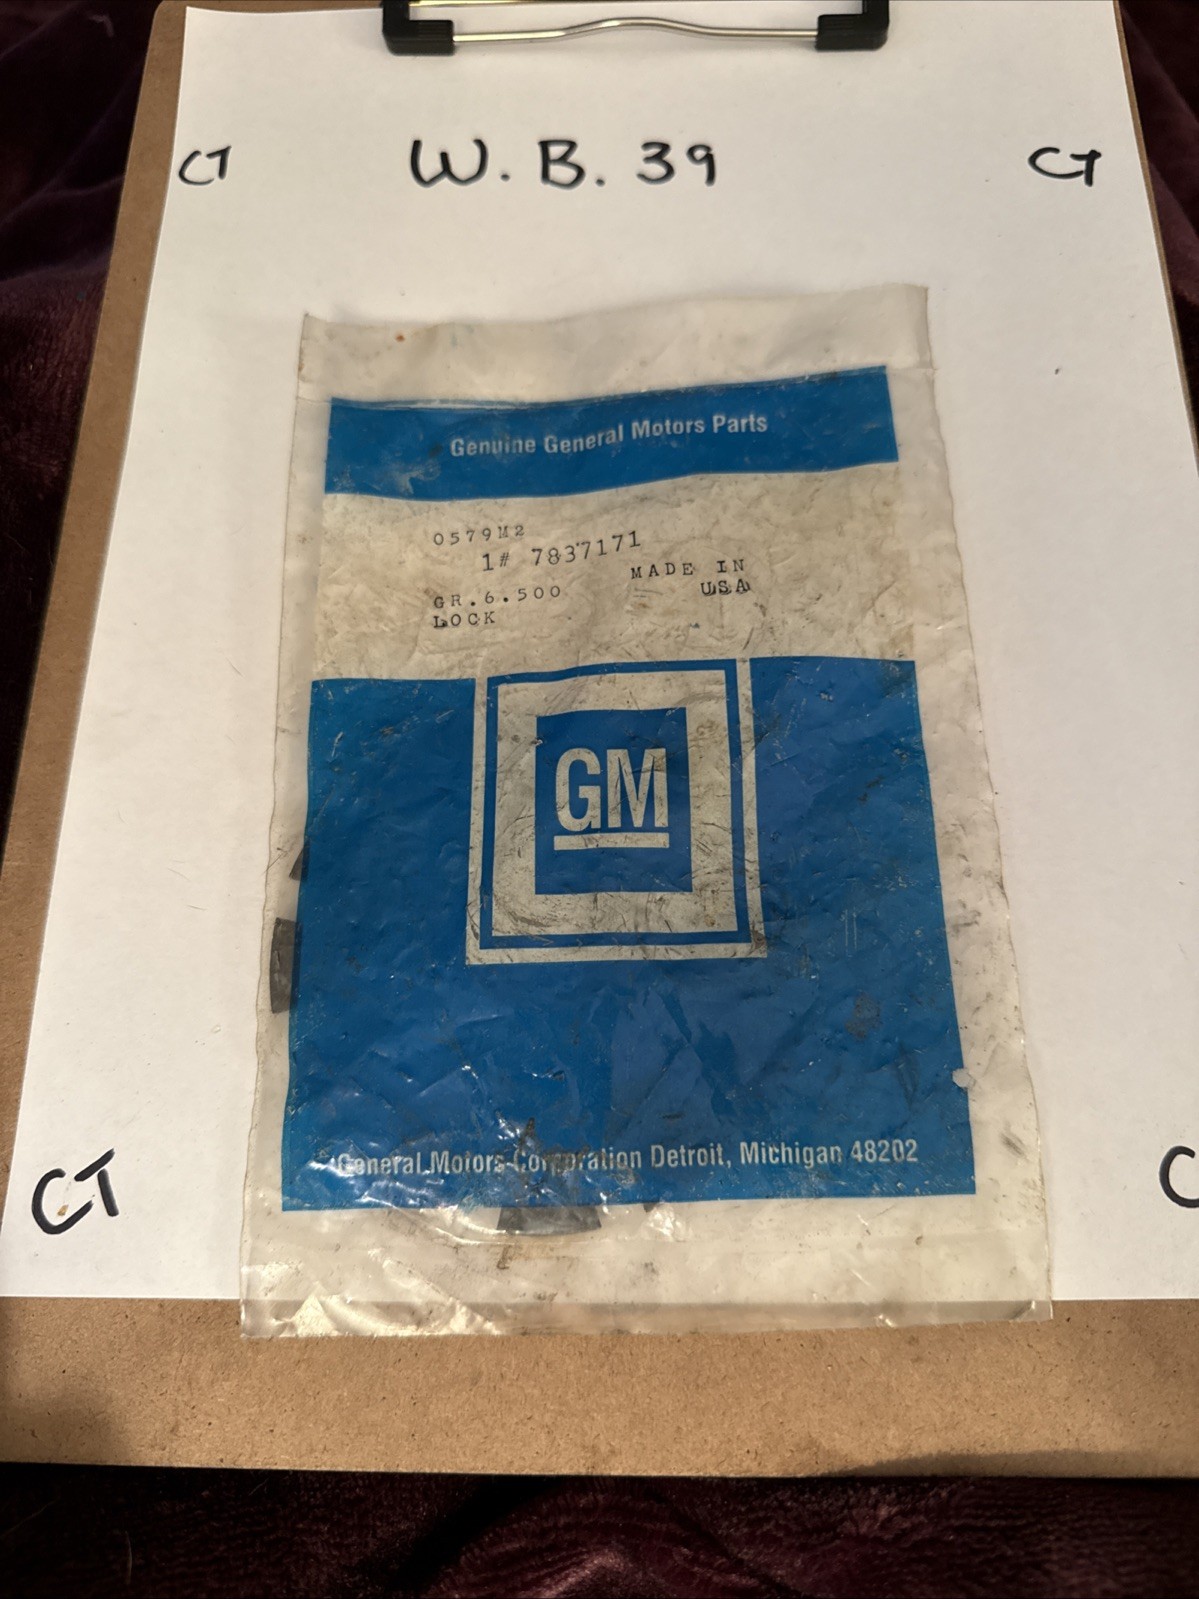 CT W. B. 39 CT
Genuine General Motors Parts
0579M2
1# 7837171
MADE IN
GR.6.500 USA
LOCK
GM
General Motors Corporation Detroit, Michigan 48202
CT
C